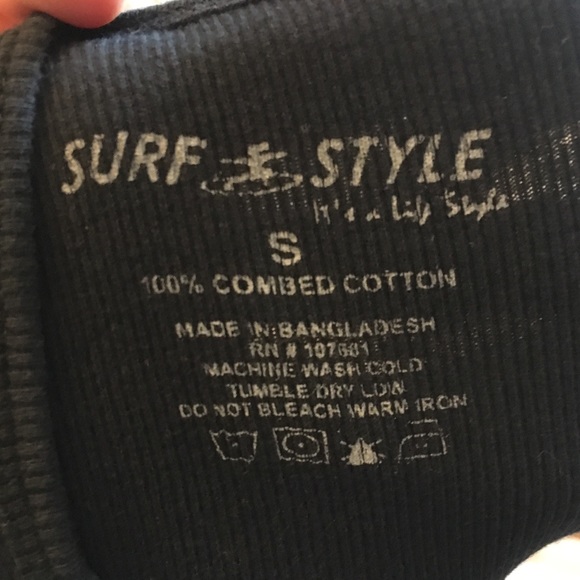 SURF STYLE
It's a Life Style
S
100% COMBED COTTON
MADE IN BANGLADESH
RN # 107681
MACHINE WASH COLD
TUMBLE DRY LOW
DO NOT BLEACH WARM IRON